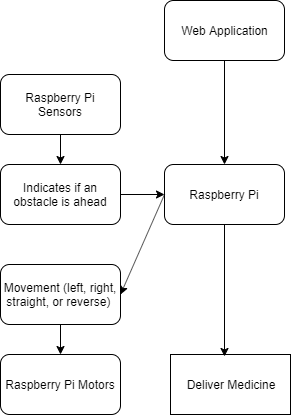 Web Application
Raspberry Pi
Sensors
Indicates if an
obstacle is ahead
Raspberry Pi
Movement (left, right,
straight, or reverse)
Raspberry Pi Motors
Deliver Medicine